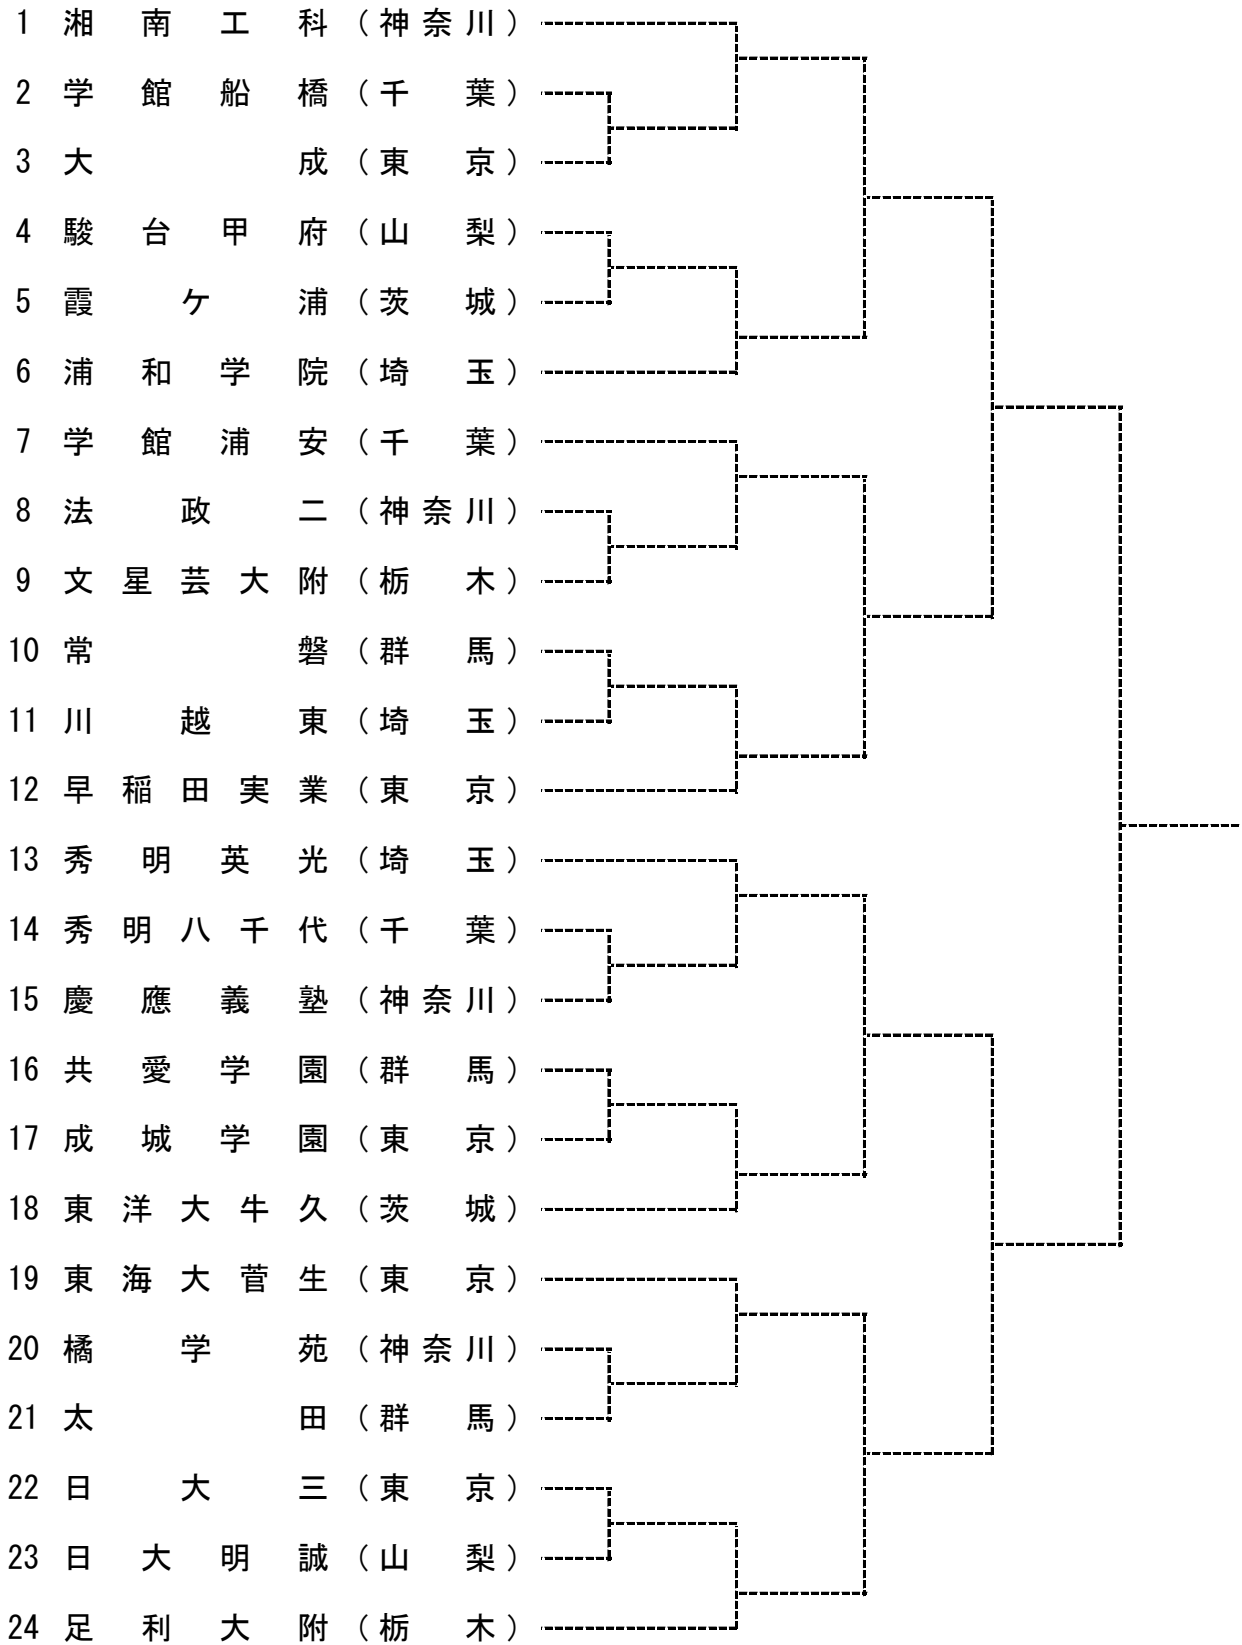 1 湘南工科（神奈川）
2 学館船橋（千葉）
3 大成（東京）
4 駿台甲府（山梨）
5 霞ケ浦（茨城）
6 浦和学院（埼玉）
7 学館浦安（千葉）
8 法政二（神奈川）
9 文星芸大附（栃木）
10 常磐（群馬）
11 川越東（埼玉）
12 早稲田実業（東京）
13 秀明英光（埼玉）
14 秀明八千代（千葉）
15 慶應義塾（神奈川）
16 共愛学園（群馬）
17 成城学園（東京）
18 東洋大牛久（茨城）
19 東海大菅生（東京）
20 橘学苑（神奈川）
21 太田（群馬）
22 日大三（東京）
23 日大明誠（山梨）
24 足利大附（栃木）